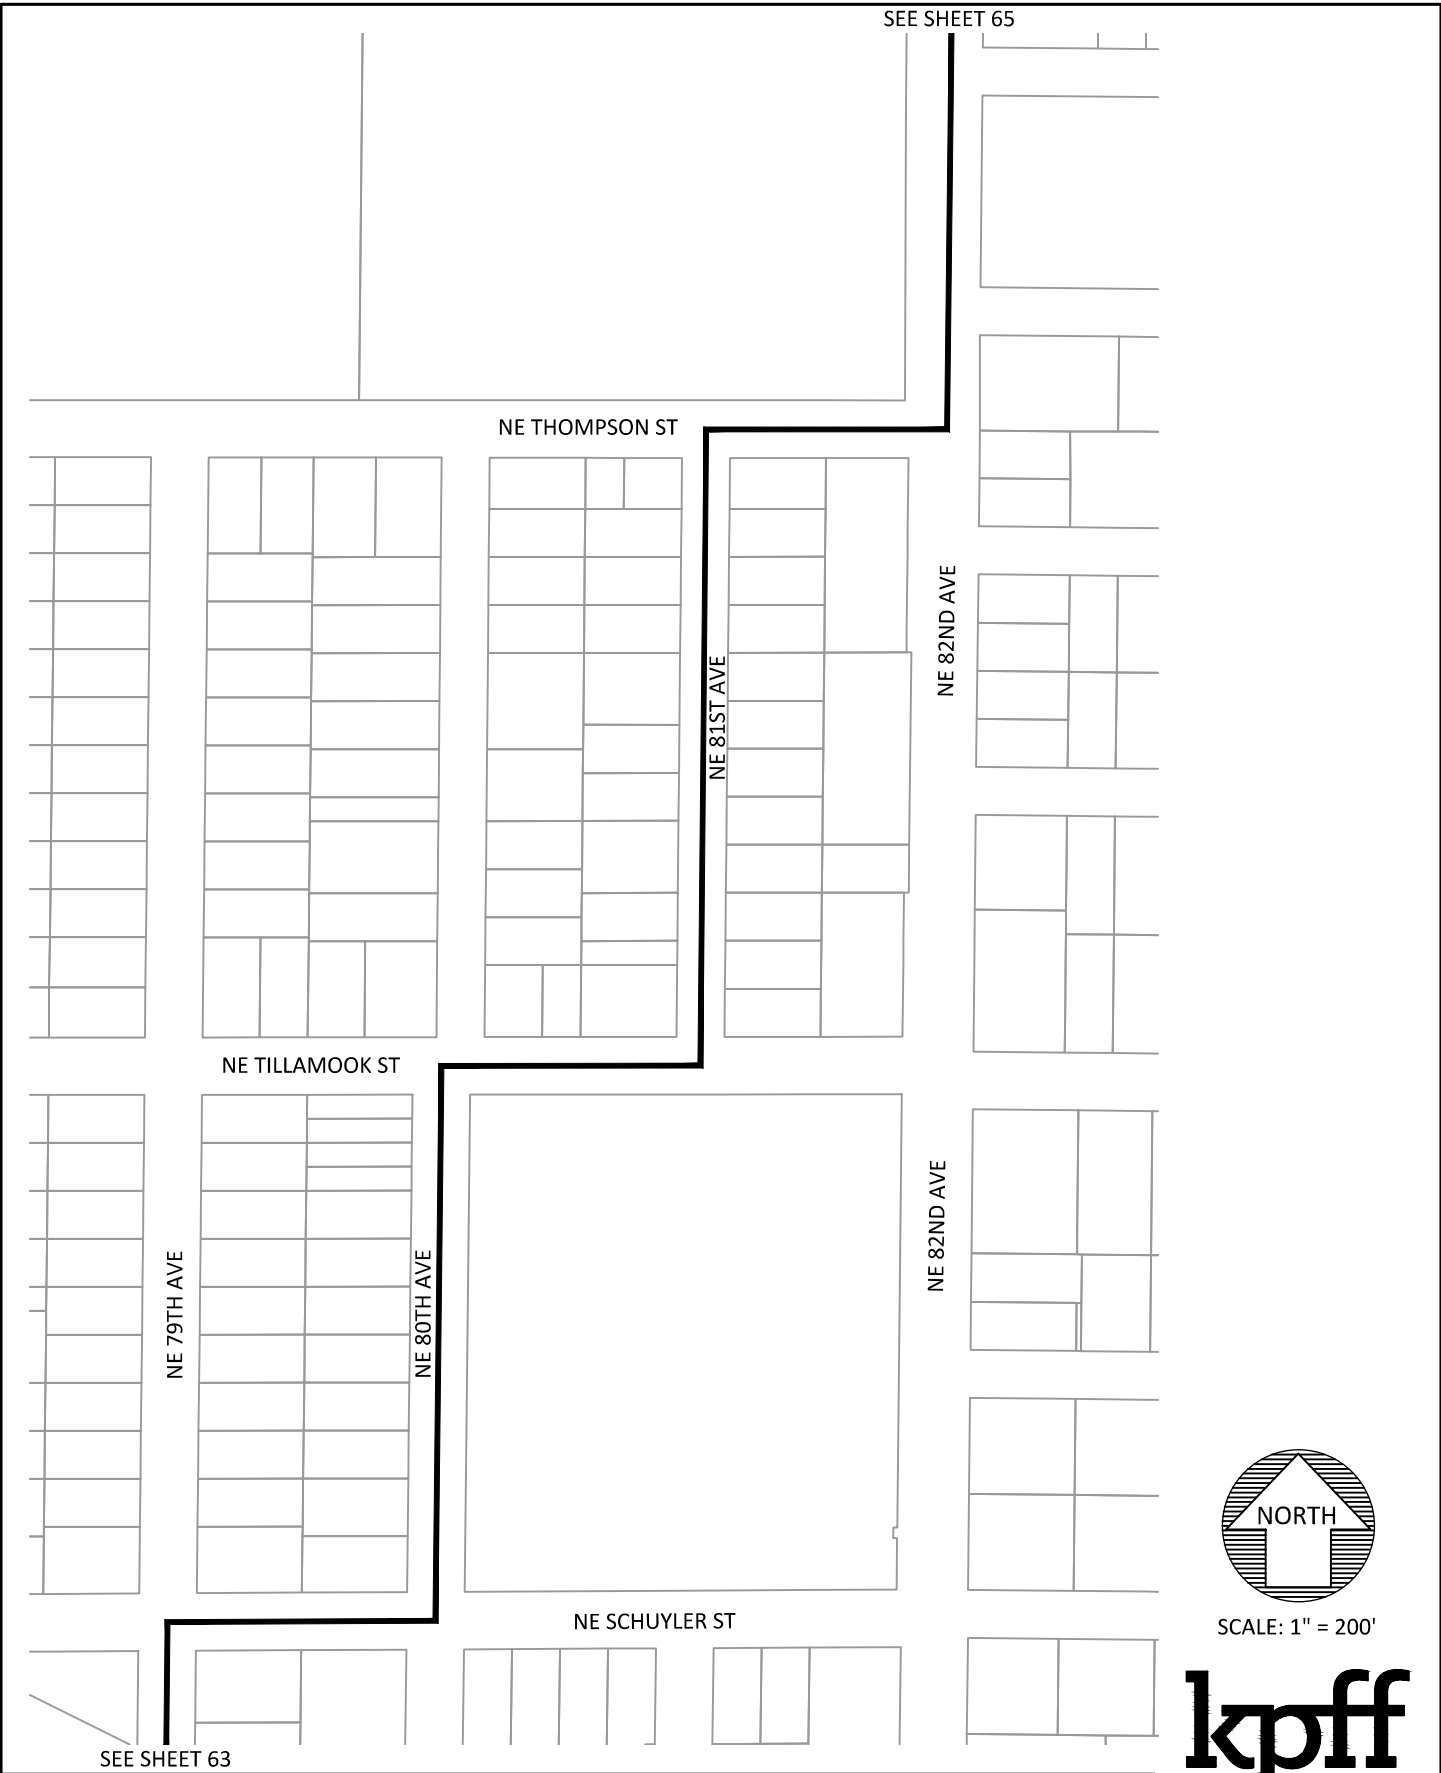 SEE SHEET 65
NE THOMPSON ST
NE 82ND AVE
NE 81ST AVE
NE TILLAMOOK ST
NE 82ND AVE
NE 79TH AVE
NE 80TH AVE
NORTH
NE SCHUYLER ST
SCALE: 1" = 200'
kpff
SEE SHEET 63